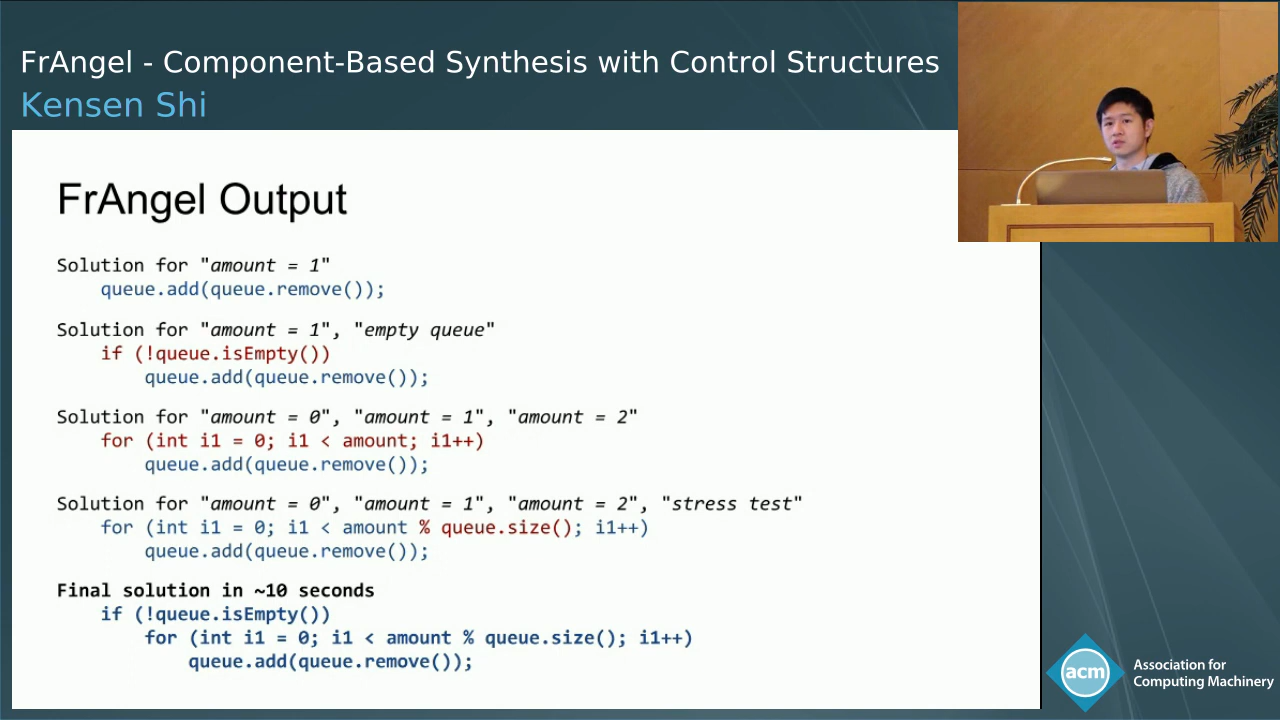 FrAngel - Component-Based Synthesis with Control Structures
Kensen Shi
FrAngel Output
Solution for "amount = 1"
queue.add(queue.remove());
Solution for "amount = 1", "empty queue"
if (!queue.isEmpty())
queue.add(queue.remove());
Solution for "amount = 0", "amount = 1", "amount = 2"
for (int i1 = 0; i1 < amount; i1++)
queue.add(queue.remove());
Solution for "amount = 0", "amount = 1", "amount = 2", "stress test"
for (int i1 = 0; i1 < amount % queue.size(); i1++)
queue.add(queue.remove());
Final solution in ~10 seconds
if (!queue.isEmpty())
for (int i1 = 0; i1 < amount % queue.size(); i1++)
queue.add(queue.remove());
acm
Association for
Computing Machinery